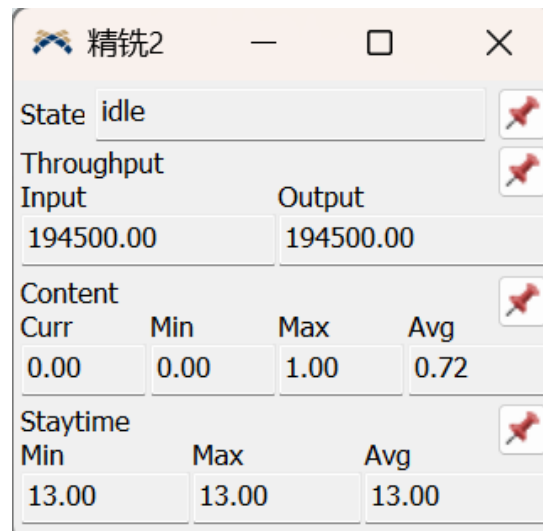 精铣2
State idle
Throughput
Input Output
194500.00 194500.00
Content
Curr Min Max Avg
0.00 0.00 1.00 0.72
Staytime
Min Max Avg
13.00 13.00 13.00